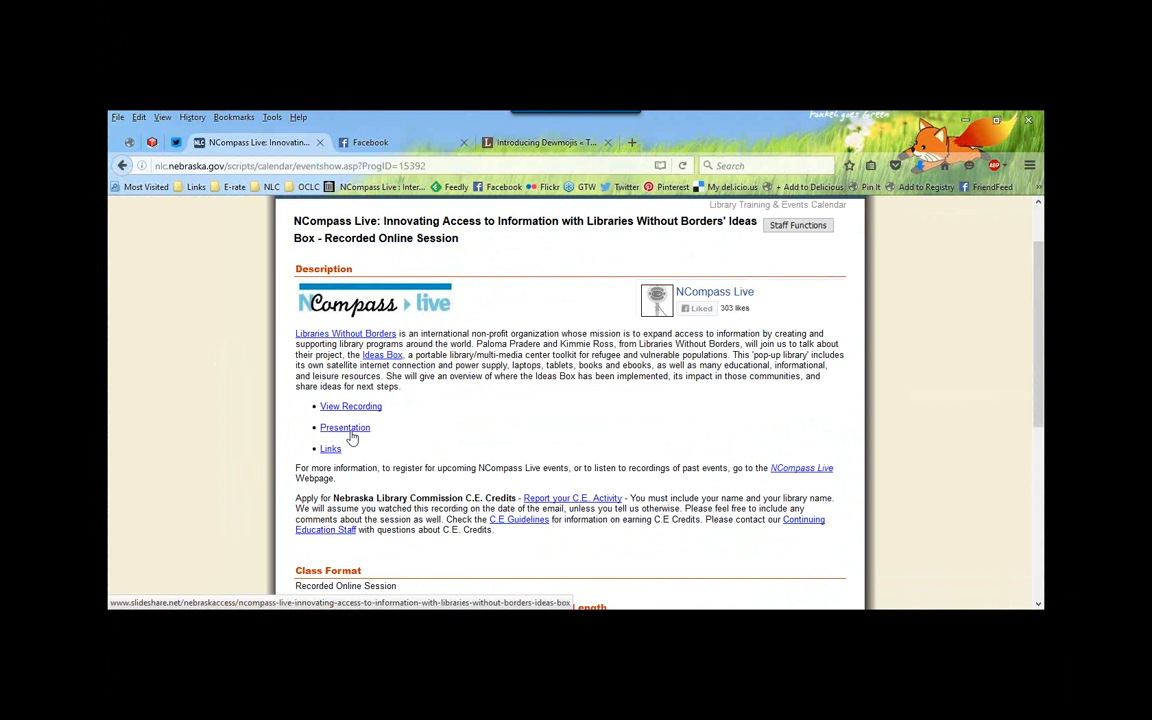 Foxkeh goes Green
File Edit View History Bookmarks Tools Help
NCompass Live: Innovatin... Facebook Introducing Dewmojis « T...
nlc.nebraska.gov/scripts/calendar/eventshow.asp?ProgID=15392 Search
Most Visited Links E-rate NLC OCLC NCompass Live : Inter... Feedly Facebook Flickr GTW Twitter Pinterest My del.icio.us + Add to Delicious Pin It Add to Registry FriendFeed
Library Training & Events Calendar
NCompass Live: Innovating Access to Information with Libraries Without Borders' Ideas
Box - Recorded Online Session
Staff Functions
Description
NCompass live
NCompass Live
Liked 303 likes
Libraries Without Borders is an international non-profit organization whose mission is to expand access to information by creating and
supporting library programs around the world. Paloma Pradere and Kimmie Ross, from Libraries Without Borders, will join us to talk about
their project, the Ideas Box, a portable library/multi-media center toolkit for refugee and vulnerable populations. This 'pop-up library' includes
its own satellite internet connection and power supply, laptops, tablets, books and ebooks, as well as many educational, informational,
and leisure resources. She will give an overview of where the Ideas Box has been implemented, its impact in those communities, and
share ideas for next steps.
• View Recording
• Presentation
• Links
For more information, to register for upcoming NCompass Live events, or to listen to recordings of past events, go to the NCompass Live
Webpage.
Apply for Nebraska Library Commission C.E. Credits - Report your C.E. Activity - You must include your name and your library name.
We will assume you watched this recording on the date of the email, unless you tell us otherwise. Please feel free to include any
comments about the session as well. Check the C.E Guidelines for information on earning C.E Credits. Please contact our Continuing
Education Staff with questions about C.E. Credits.
Class Format
Recorded Online Session
Length
www.slideshare.net/nebraskaccess/ncompass-live-innovating-access-to-information-with-libraries-without-borders-ideas-box